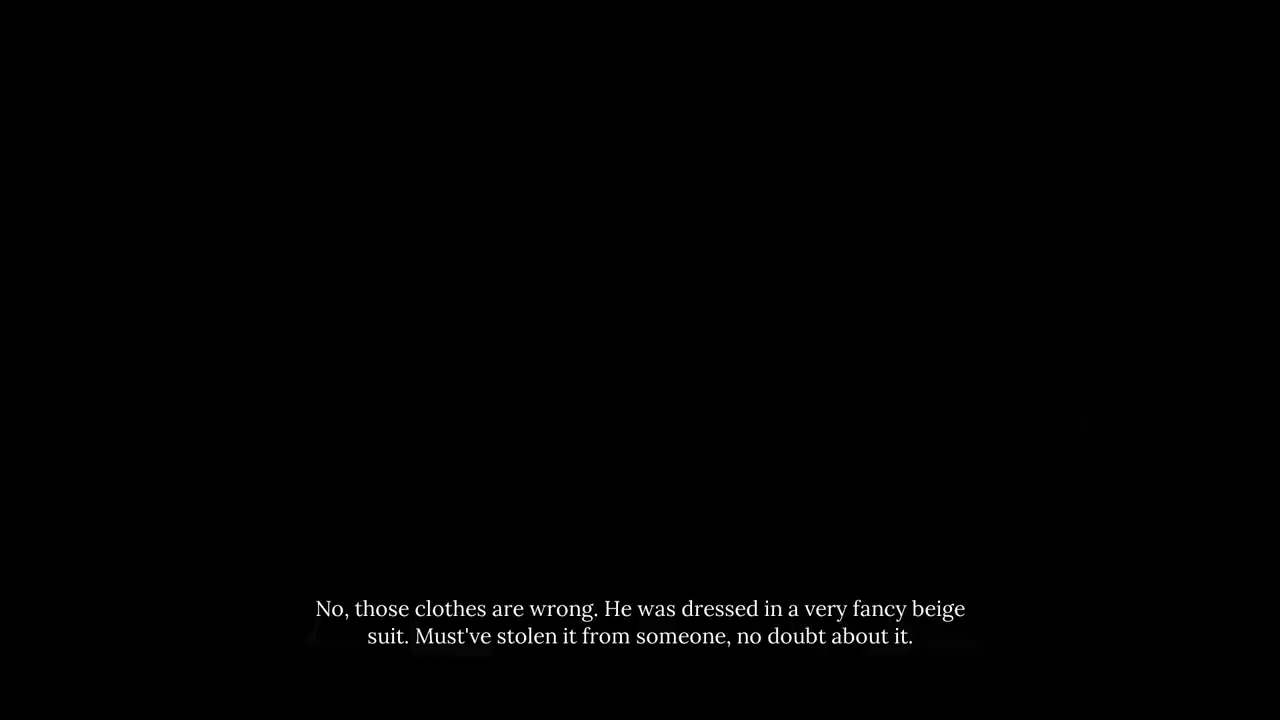 No, those clothes are wrong. He was dressed in a very fancy beige
suit. Must've stolen it from someone, no doubt about it.